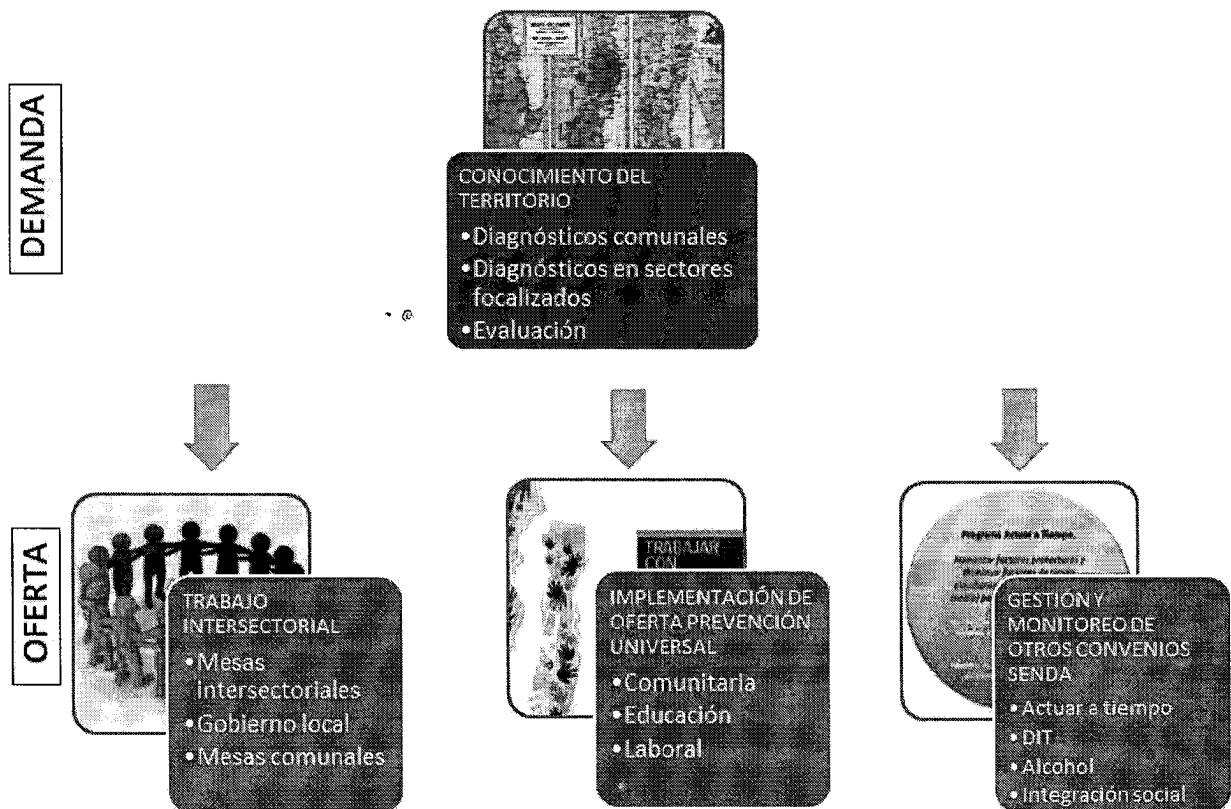 DEMANDA
CONOCIMIENTO DEL
TERRITORIO
•Diagnósticos comunales
•Diagnósticos en sectores
focalizados
•Evaluación
OFERTA
TRABAJO
INTERSECTORIAL
•Mesas
intersectoriales
•Gobierno local
•Mesas comunales
TRABAJAR
CON
IMPLEMENTACIÓN DE
OFERTA PREVENCIÓN
UNIVERSAL
•Comunitaria
•Educación
•Laboral
•
Programa Actuar a Tiempo.
GESTIÓN Y
MONITOREO DE
OTROS CONVENIOS
SENDA
•Actuar a tiempo
•DIT
•Alcohol
•Integración social